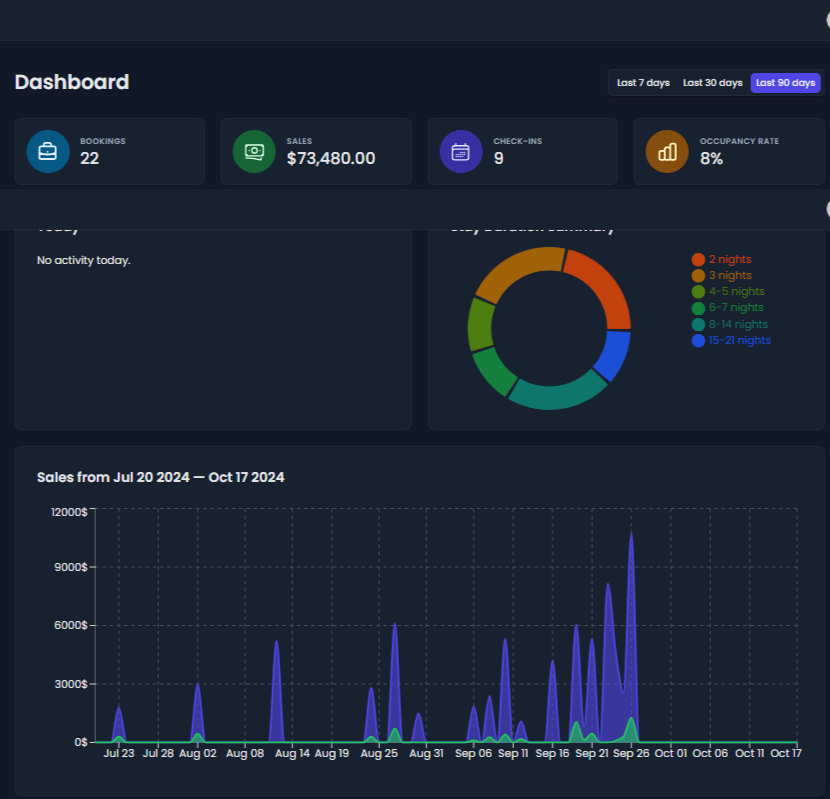 Dashboard
Last 7 days Last 30 days Last 90 days
BOOKINGS
22
SALES
$73,480.00
CHECK-INS
9
OCCUPANCY RATE
8%
Today
Stay Duration Summary
No activity today.
2 nights
3 nights
4-5 nights
6-7 nights
8-14 nights
15-21 nights
Sales from Jul 20 2024 — Oct 17 2024
12000$
9000$
6000$
3000$
0$
Jul 23 Jul 28 Aug 02 Aug 08 Aug 14 Aug 19 Aug 25 Aug 31 Sep 06 Sep 11 Sep 16 Sep 21 Sep 26 Oct 01 Oct 06 Oct 11 Oct 17